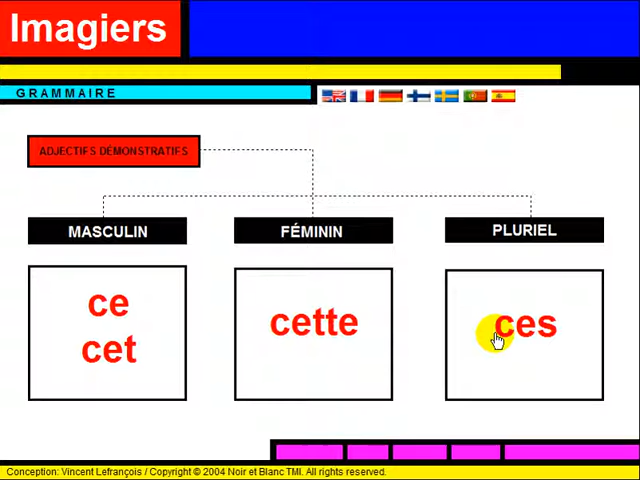 Imagiers
GRAMMAIRE
ADJECTIFS DÉMONSTRATIFS
MASCULIN
FÉMININ
PLURIEL
ce
cet
cette
ces
Conception: Vincent Lefrançois / Copyright © 2004 Noir et Blanc TMI. All rights reserved.